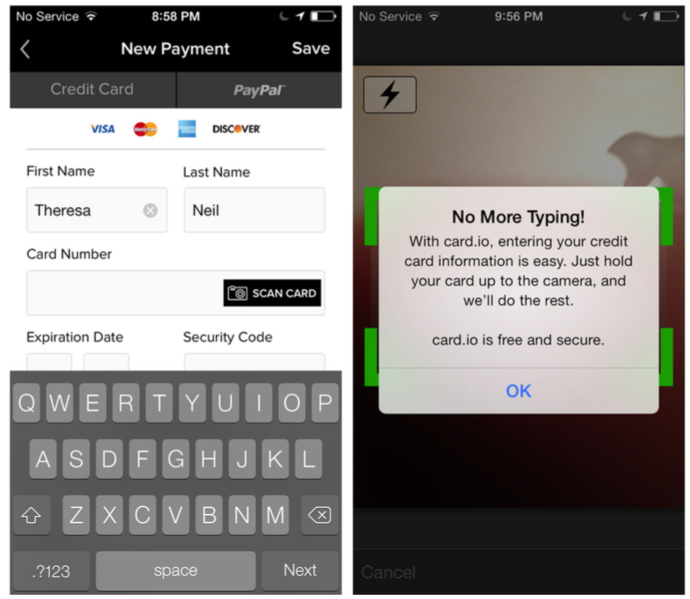 No Service 8:58 PM
New Payment Save
Credit Card PayPal
VISA MasterCard DISCOVER
First Name Last Name
Theresa Neil
Card Number
SCAN CARD
Expiration Date Security Code
Q W E R T Y U I O P
A S D F G H J K L
Z X C V B N M
.?123 space Next
No Service 9:56 PM
No More Typing!
With card.io, entering your credit
card information is easy. Just hold
your card up to the camera, and
we'll do the rest.
card.io is free and secure.
OK
Cancel